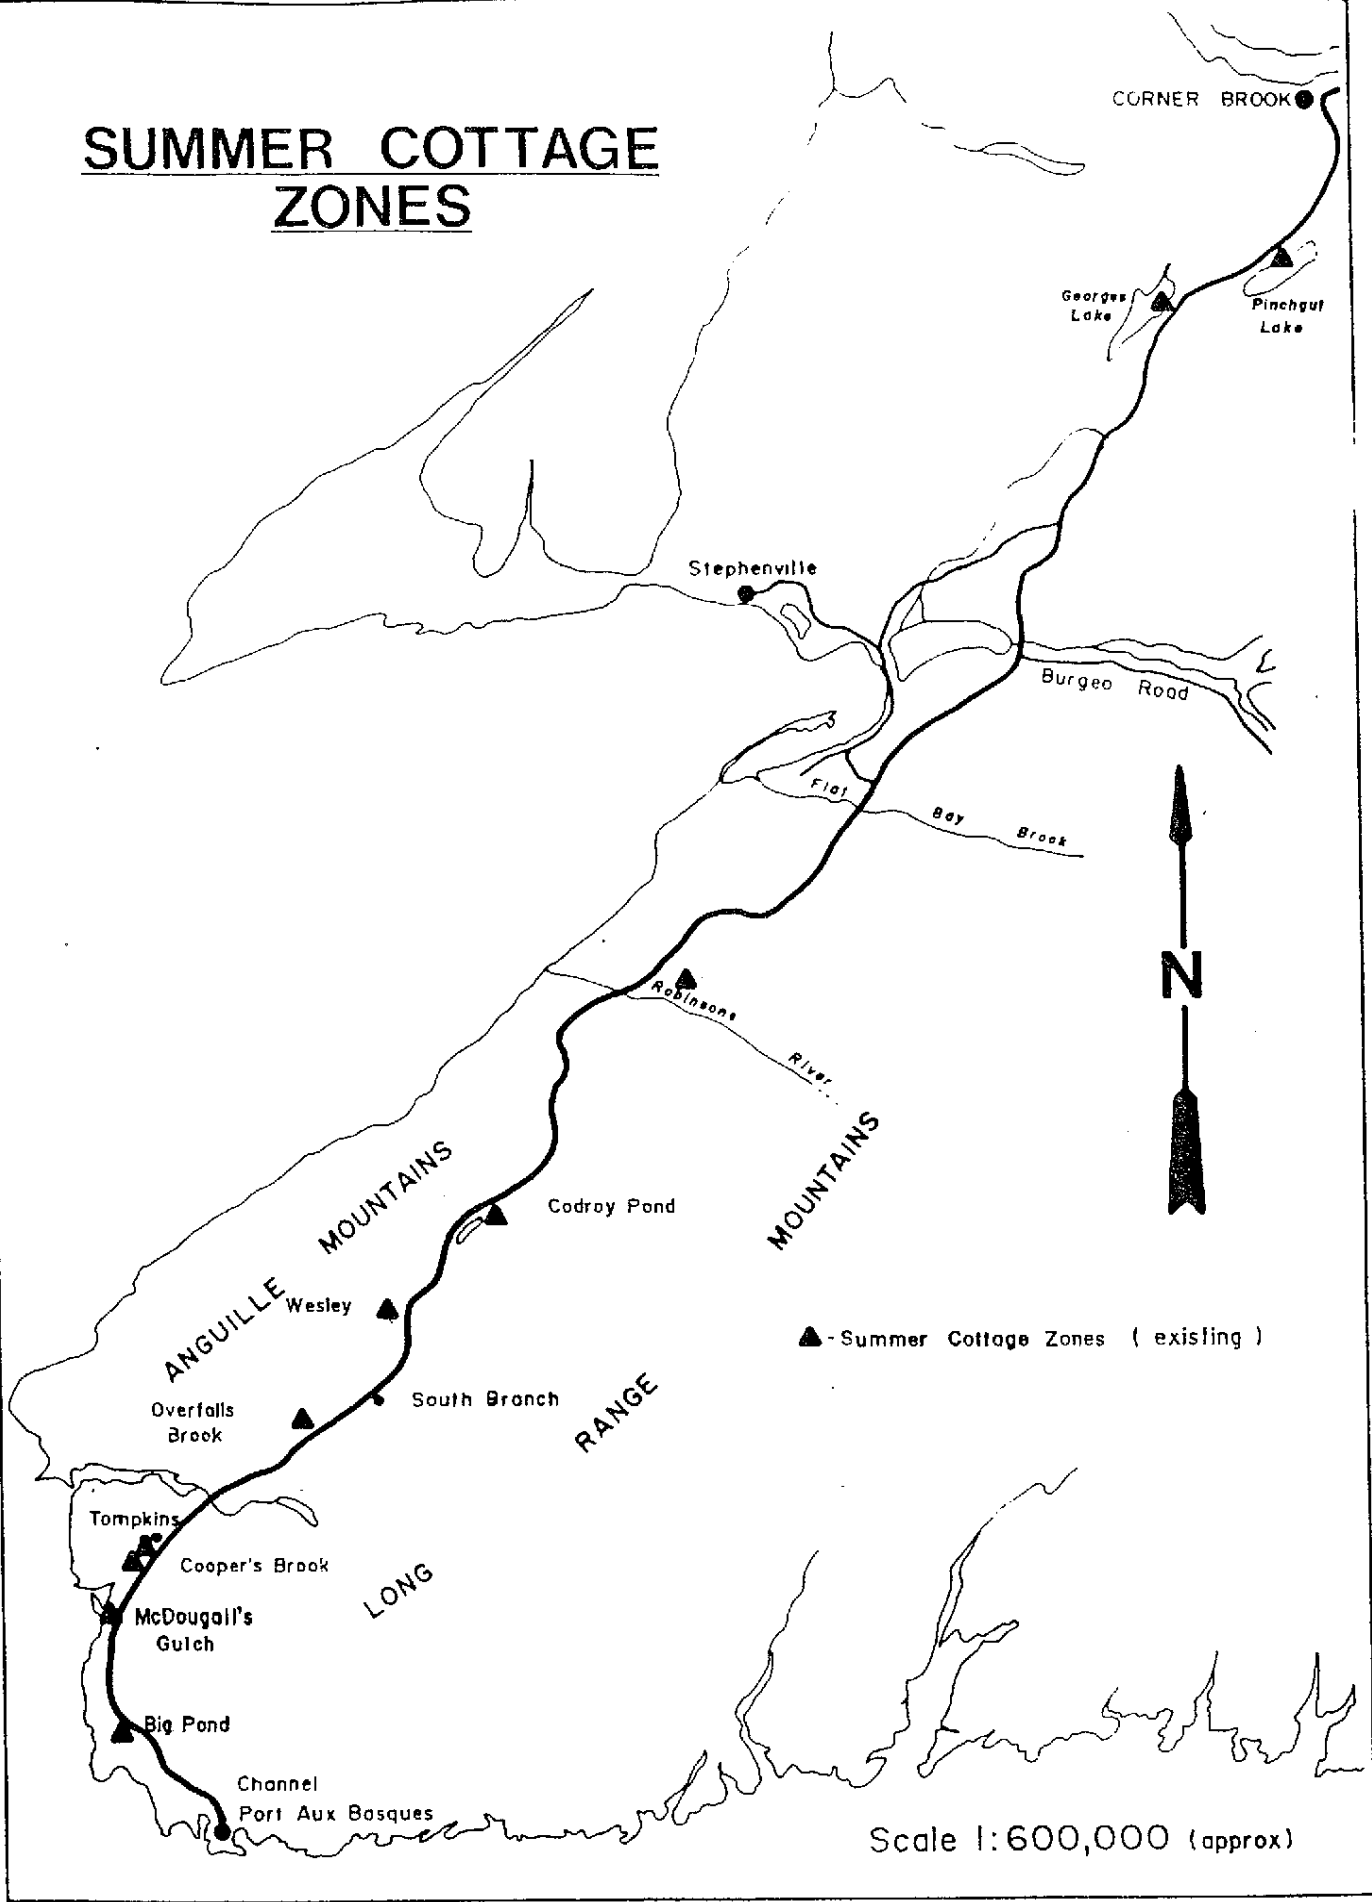 SUMMER COTTAGE
ZONES
CORNER BROOK
Georges
Lake
Pinchgut
Lake
Stephenville
Burgeo Road
Flat Bay Brook
N
Robinsons River
MOUNTAINS
ANGUILLE MOUNTAINS
Codroy Pond
Wesley
- Summer Cottage Zones ( existing )
South Branch
Overfalls
Brook
RANGE
Tompkins
Cooper's Brook
LONG
McDougall's
Gulch
Big Pond
Channel
Port Aux Basques
Scale 1:600,000 (approx)